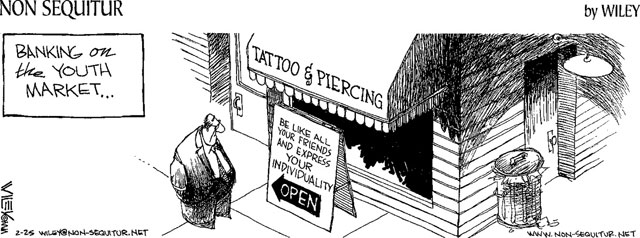 NON SEQUITUR
by WILEY
BANKING on
the YOUTH
MARKET...
TATTOO & PIERCING
BE LIKE ALL
YOUR FRIENDS
AND EXPRESS
YOUR
INDIVIDUALITY
OPEN
WILEY
2-25 WILEY@NON-SEQUITUR.NET
WWW.NON-SEQUITUR.NET